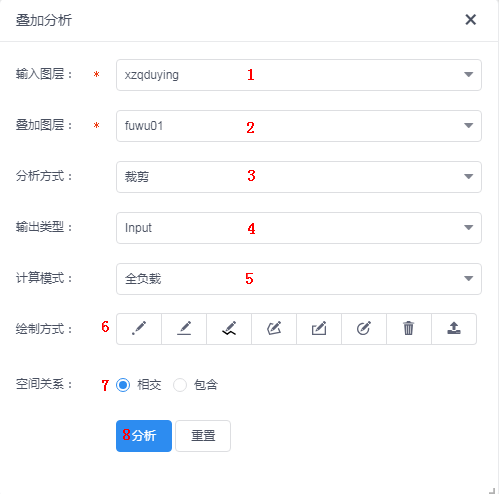 叠加分析
输入图层： * xzqduying 1
叠加图层： * fuwu01 2
分析方式： 裁剪 3
输出类型： Input 4
计算模式： 全负载 5
绘制方式： 6
空间关系： 7 相交 包含
8分析 重置